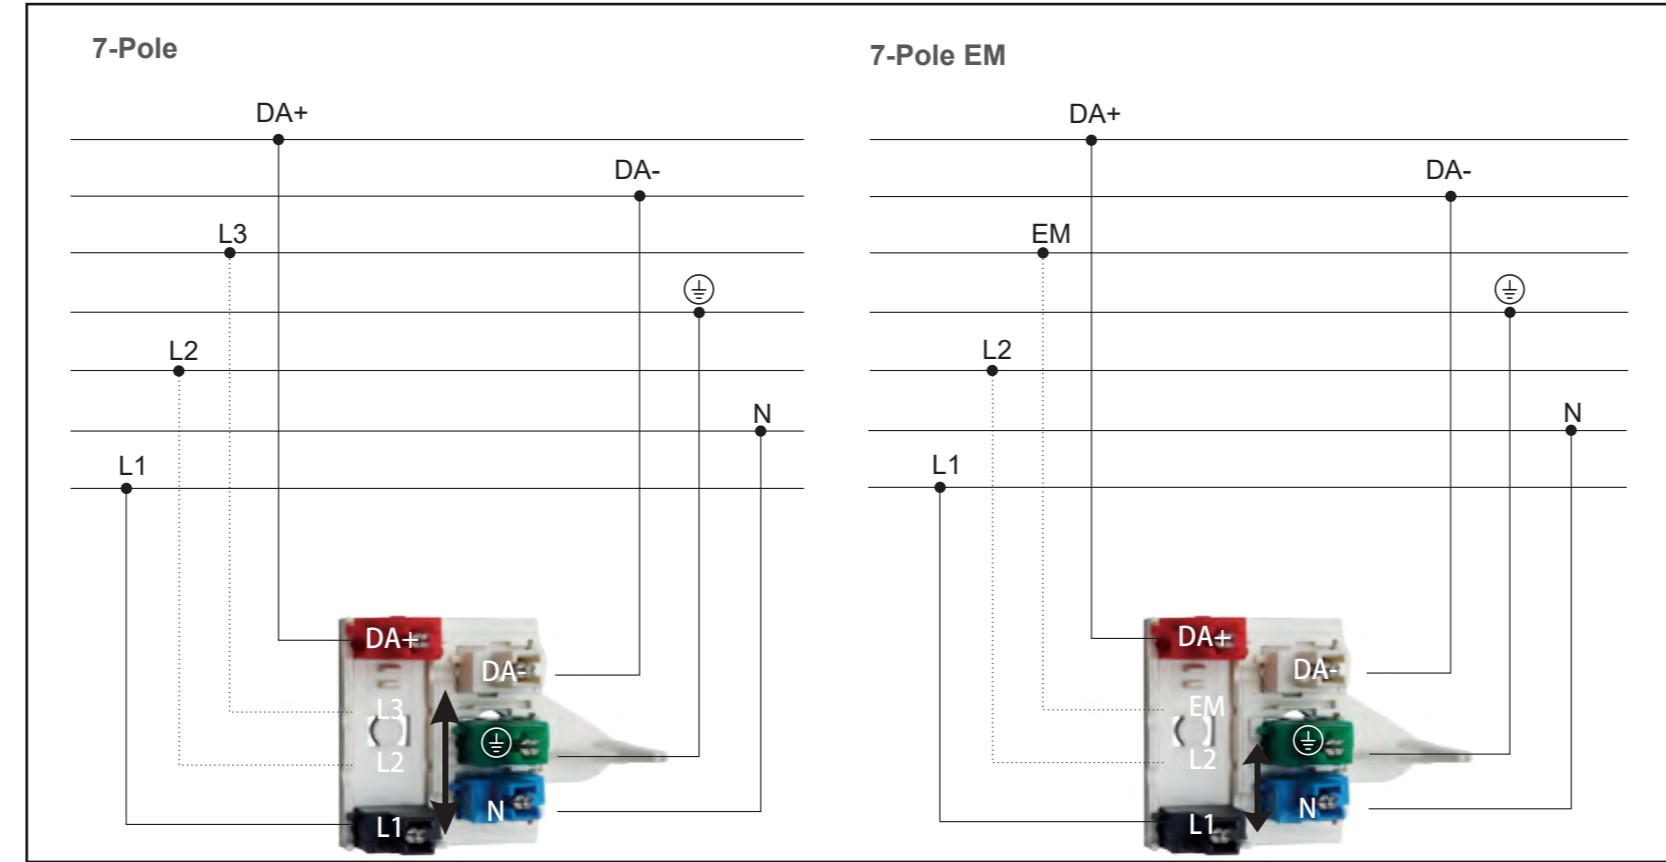 7-Pole
DA+
DA-
L3
L2
N
L1
DA+
DA-
L3
L2
N
L1
7-Pole EM
DA+
DA-
EM
L2
N
L1
DA+
DA-
EM
L2
N
L1